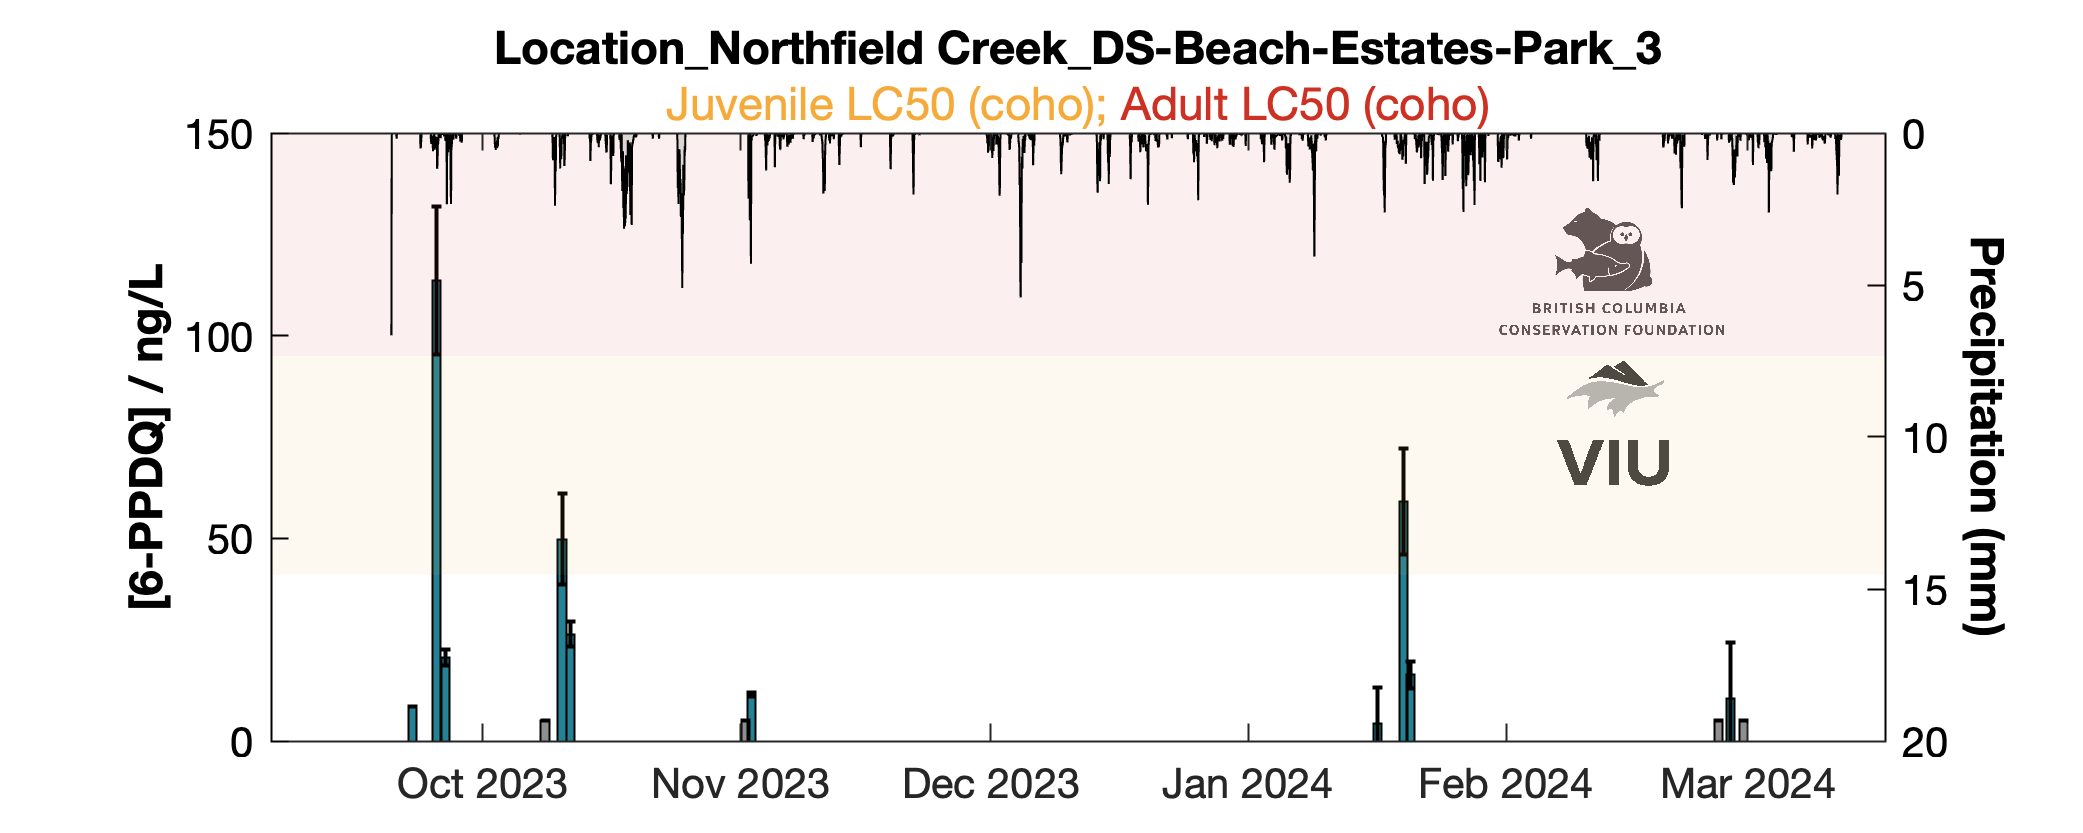 Location_Northfield Creek_DS-Beach-Estates-Park_3
Juvenile LC50 (coho); Adult LC50 (coho)
[6-PPDQ] / ng/L
150
100
50
0
0
5
10
15
20
Precipitation (mm)
BRITISH COLUMBIA
CONSERVATION FOUNDATION
VIU
Oct 2023
Nov 2023
Dec 2023
Jan 2024
Feb 2024
Mar 2024